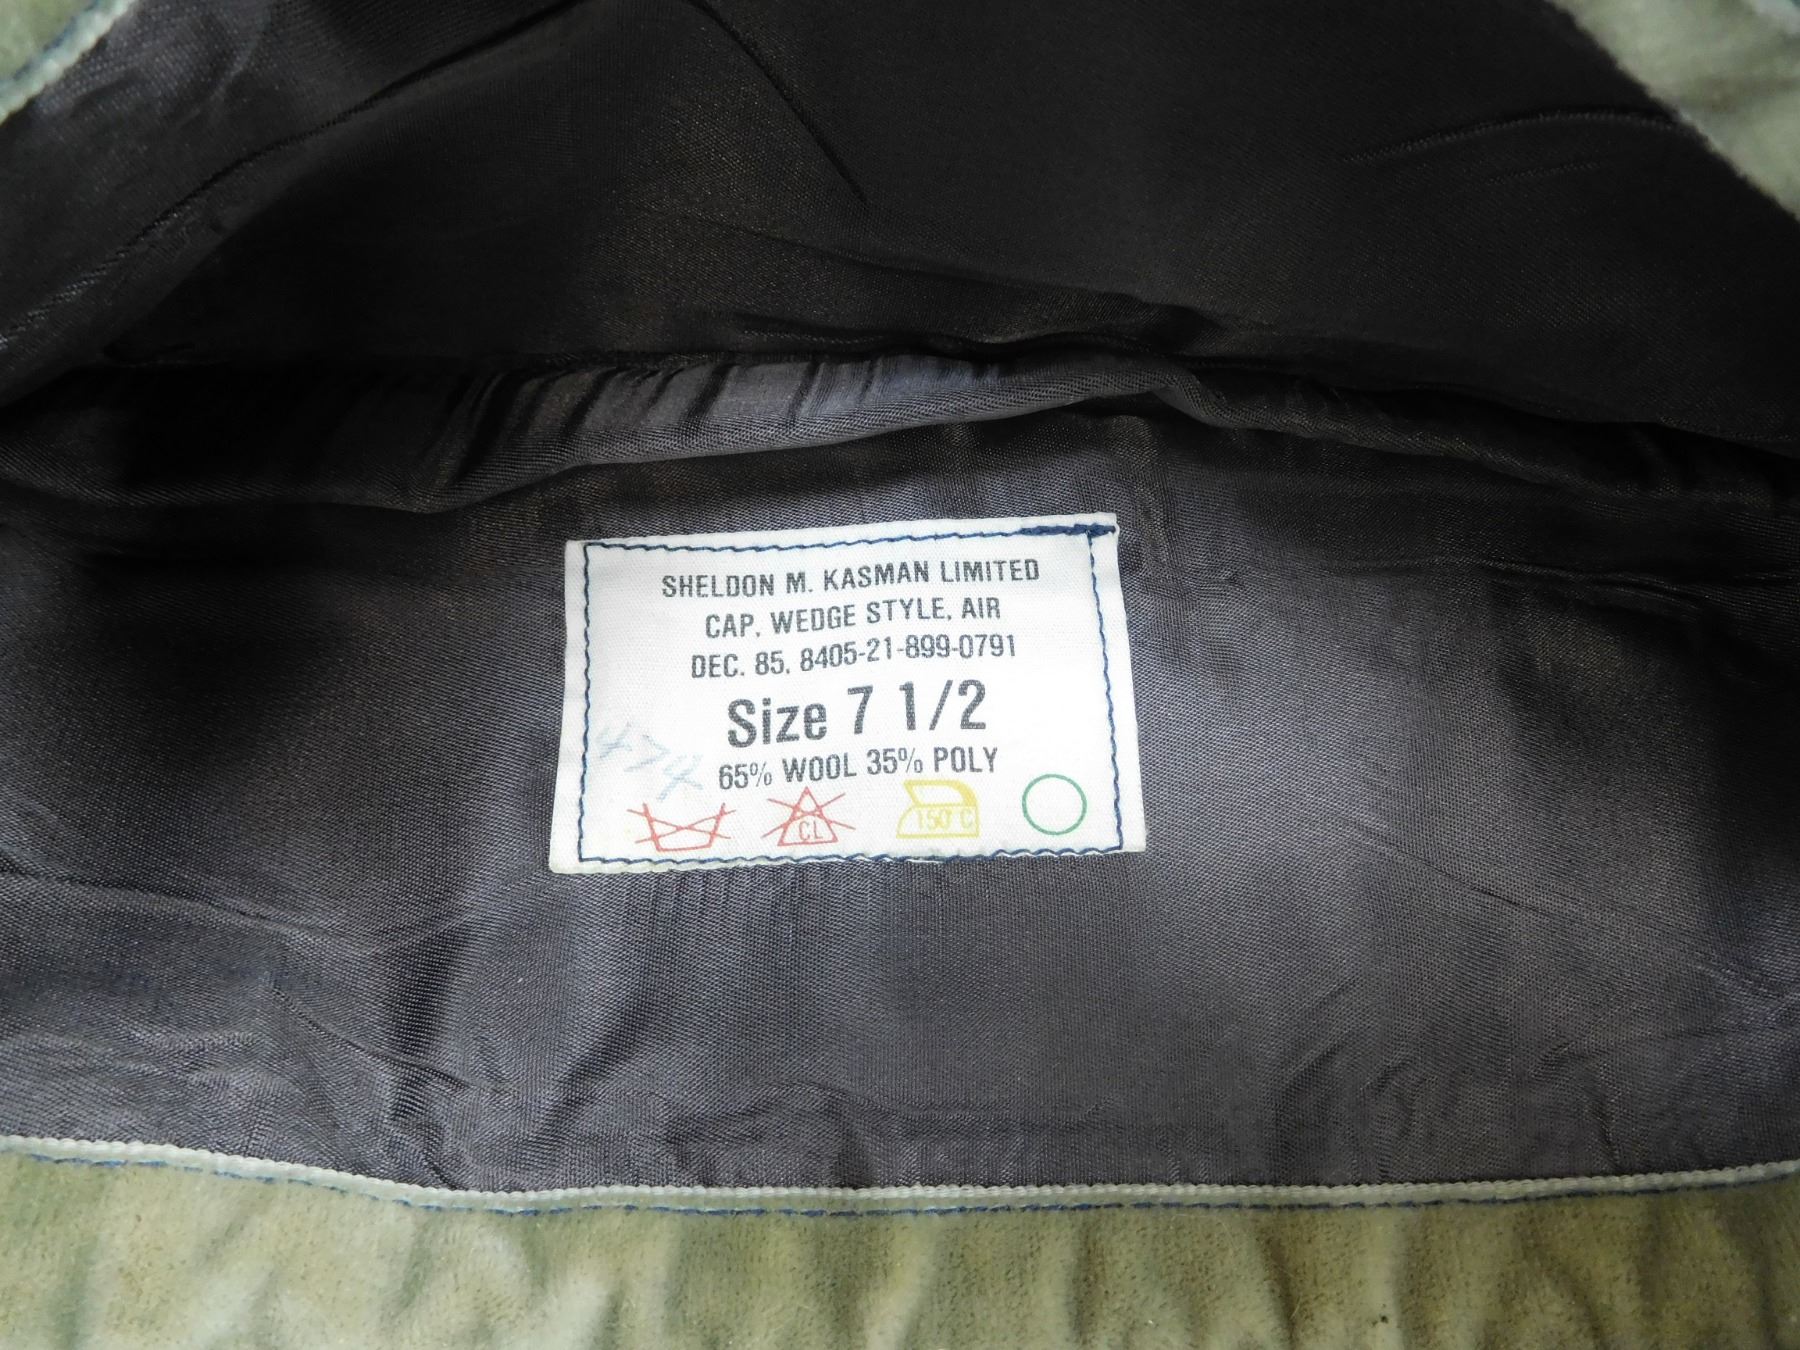 SHELDON M. KASMAN LIMITED
CAP, WEDGE STYLE, AIR
DEC. 85. 8405-21-899-0791
Size 7 1/2
474
65% WOOL 35% POLY
CL
150°C